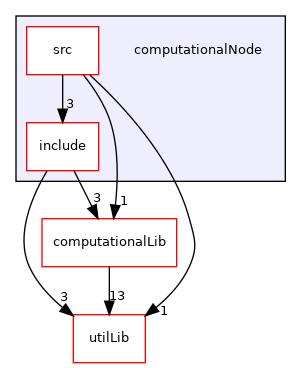 src
computationalNode
3
include
3
1
computationalLib
3
13
1
utilLib